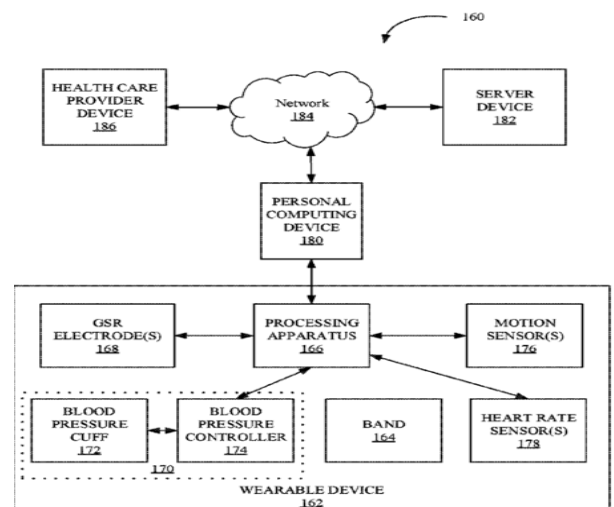 160
HEALTH CARE
PROVIDER
DEVICE
186
Network
184
SERVER
DEVICE
182
PERSONAL
COMPUTING
DEVICE
180
GSR
ELECTRODE(S)
168
PROCESSING
APPARATUS
166
MOTION
SENSOR(S)
176
BLOOD
PRESSURE
CUFF
172
BLOOD
PRESSURE
CONTROLLER
174
BAND
164
HEART RATE
SENSOR(S)
178
170
WEARABLE DEVICE
162